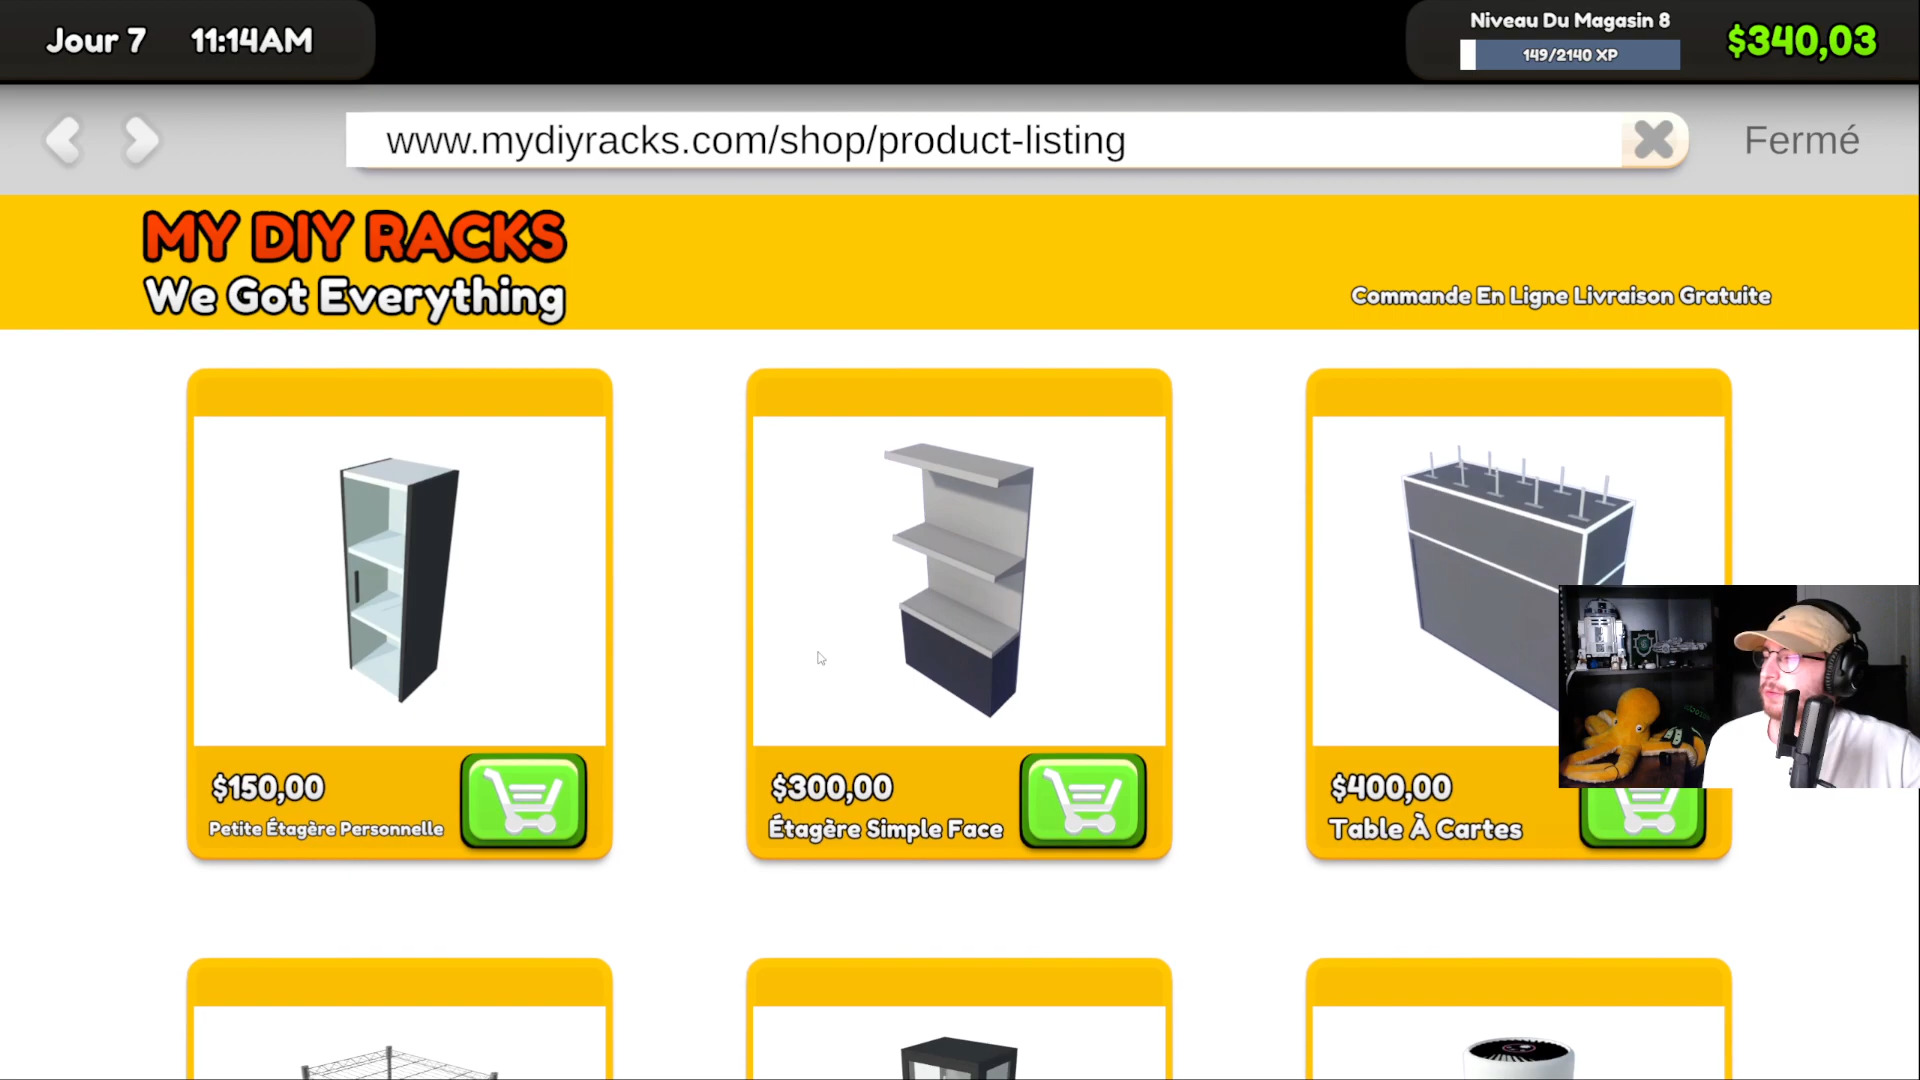 Jour 7 11:14AM
Niveau Du Magasin 8
149/2140 XP
$340,03
www.mydiyracks.com/shop/product-listing
Fermé
MY DIY RACKS
We Got Everything
Commande En Ligne Livraison Gratuite
$150,00
Petite Étagère Personnelle
$300,00
Étagère Simple Face
$400,00
Table À Cartes